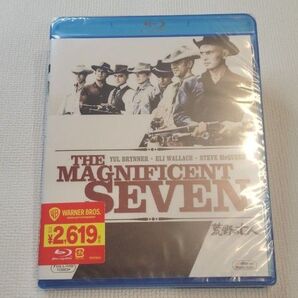 YUL BRYNNER · ELI WALLACH · STEVE McQUEEN
THE
MAGNIFICENT
SEVEN
荒野の七人
WARNER BROS.
¥2,619